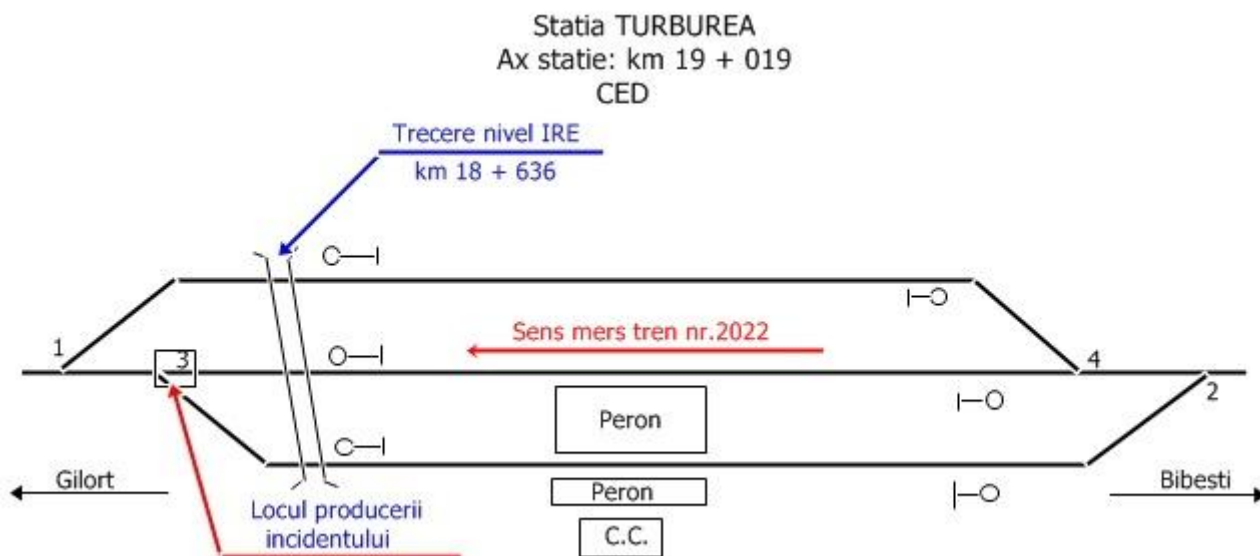 Statia TURBUREA
Ax statie: km 19 + 019
CED
Trecere nivel IRE
km 18 + 636
Sens mers tren nr.2022
1
3
4
2
Peron
Gilort
Bibesti
Peron
Locul producerii
incidentului
C.C.